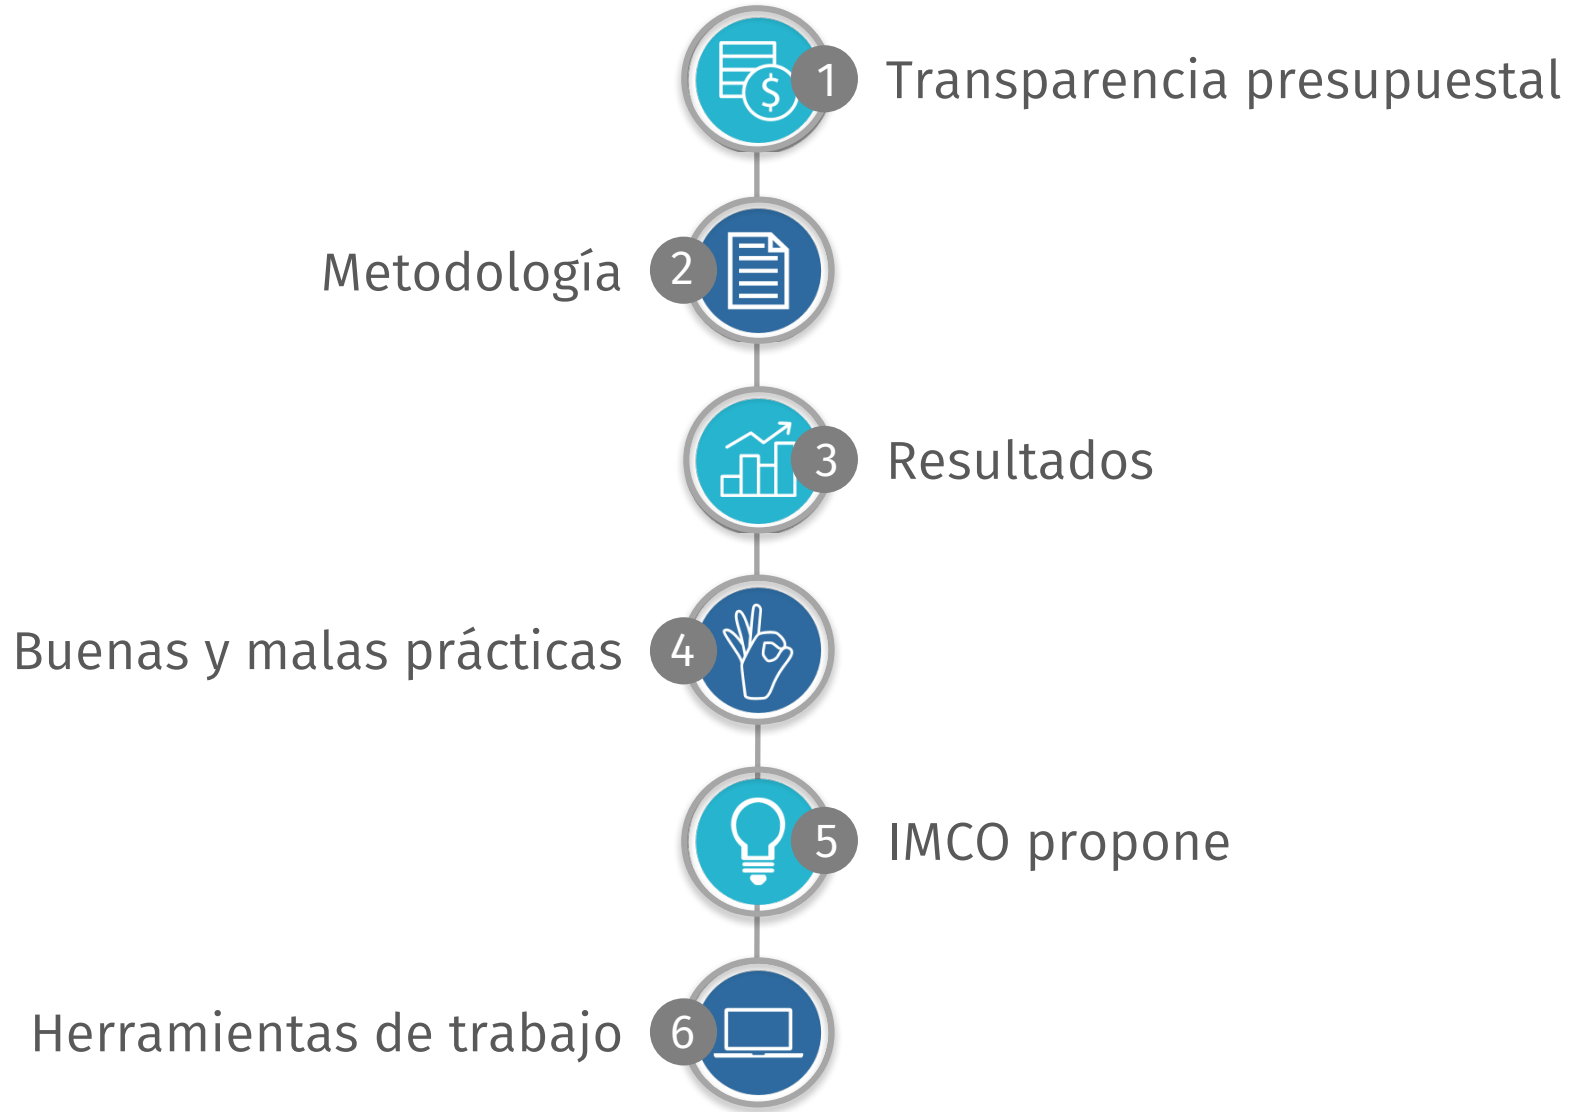 1 Transparencia presupuestal
Metodología 2
3 Resultados
Buenas y malas prácticas 4
5 IMCO propone
Herramientas de trabajo 6